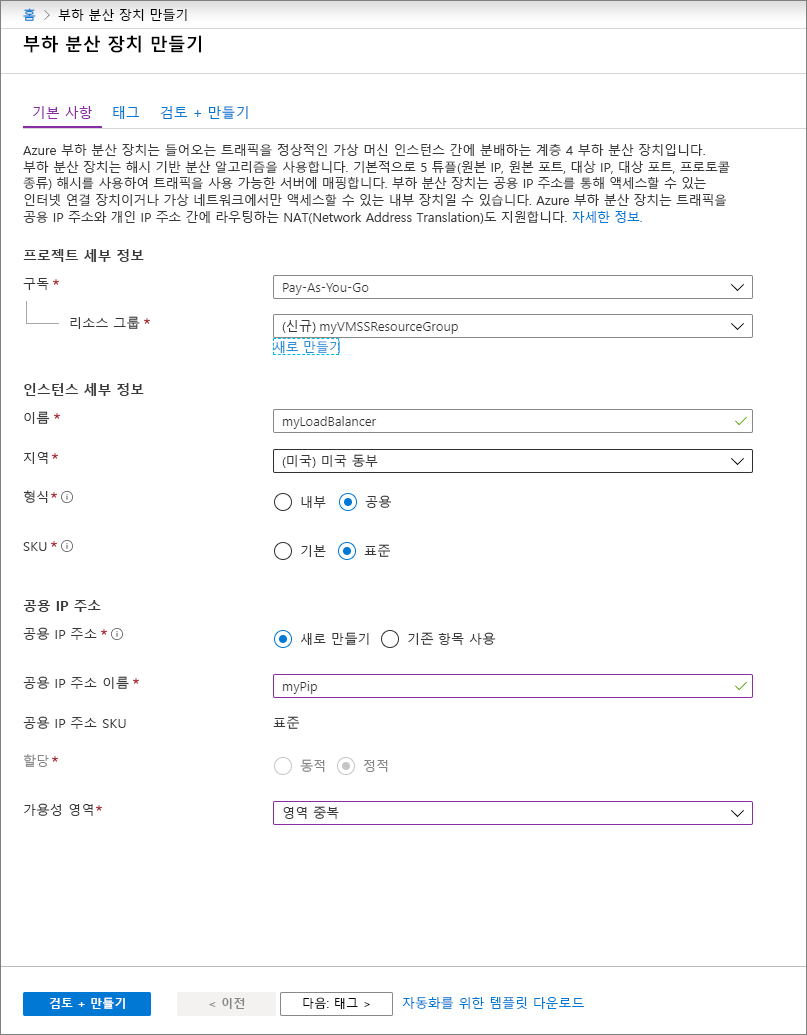 홈 > 부하 분산 장치 만들기
부하 분산 장치 만들기
기본 사항 태그 검토 + 만들기
Azure 부하 분산 장치는 들어오는 트래픽을 정상적인 가상 머신 인스턴스 간에 분배하는 계층 4 부하 분산 장치입니다.
부하 분산 장치는 해시 기반 분산 알고리즘을 사용합니다. 기본적으로 5 튜플(원본 IP, 원본 포트, 대상 IP, 대상 포트, 프로토콜
종류) 해시를 사용하여 트래픽을 사용 가능한 서버에 매핑합니다. 부하 분산 장치는 공용 IP 주소를 통해 액세스할 수 있는
인터넷 연결 장치이거나 가상 네트워크에서만 액세스할 수 있는 내부 장치일 수 있습니다. Azure 부하 분산 장치는 트래픽을
공용 IP 주소와 개인 IP 주소 간에 라우팅하는 NAT(Network Address Translation)도 지원합니다. 자세한 정보.
프로젝트 세부 정보
구독 * Pay-As-You-Go
리소스 그룹 * (신규) myVMSSResourceGroup
새로 만들기
인스턴스 세부 정보
이름 * myLoadBalancer
지역* (미국) 미국 동부
형식* 내부 공용
SKU * 기본 표준
공용 IP 주소
공용 IP 주소 * 새로 만들기 기존 항목 사용
공용 IP 주소 이름 * myPip
공용 IP 주소 SKU 표준
할당* 동적 정적
가용성 영역* 영역 중복
검토 + 만들기 < 이전 다음: 태그 > 자동화를 위한 템플릿 다운로드